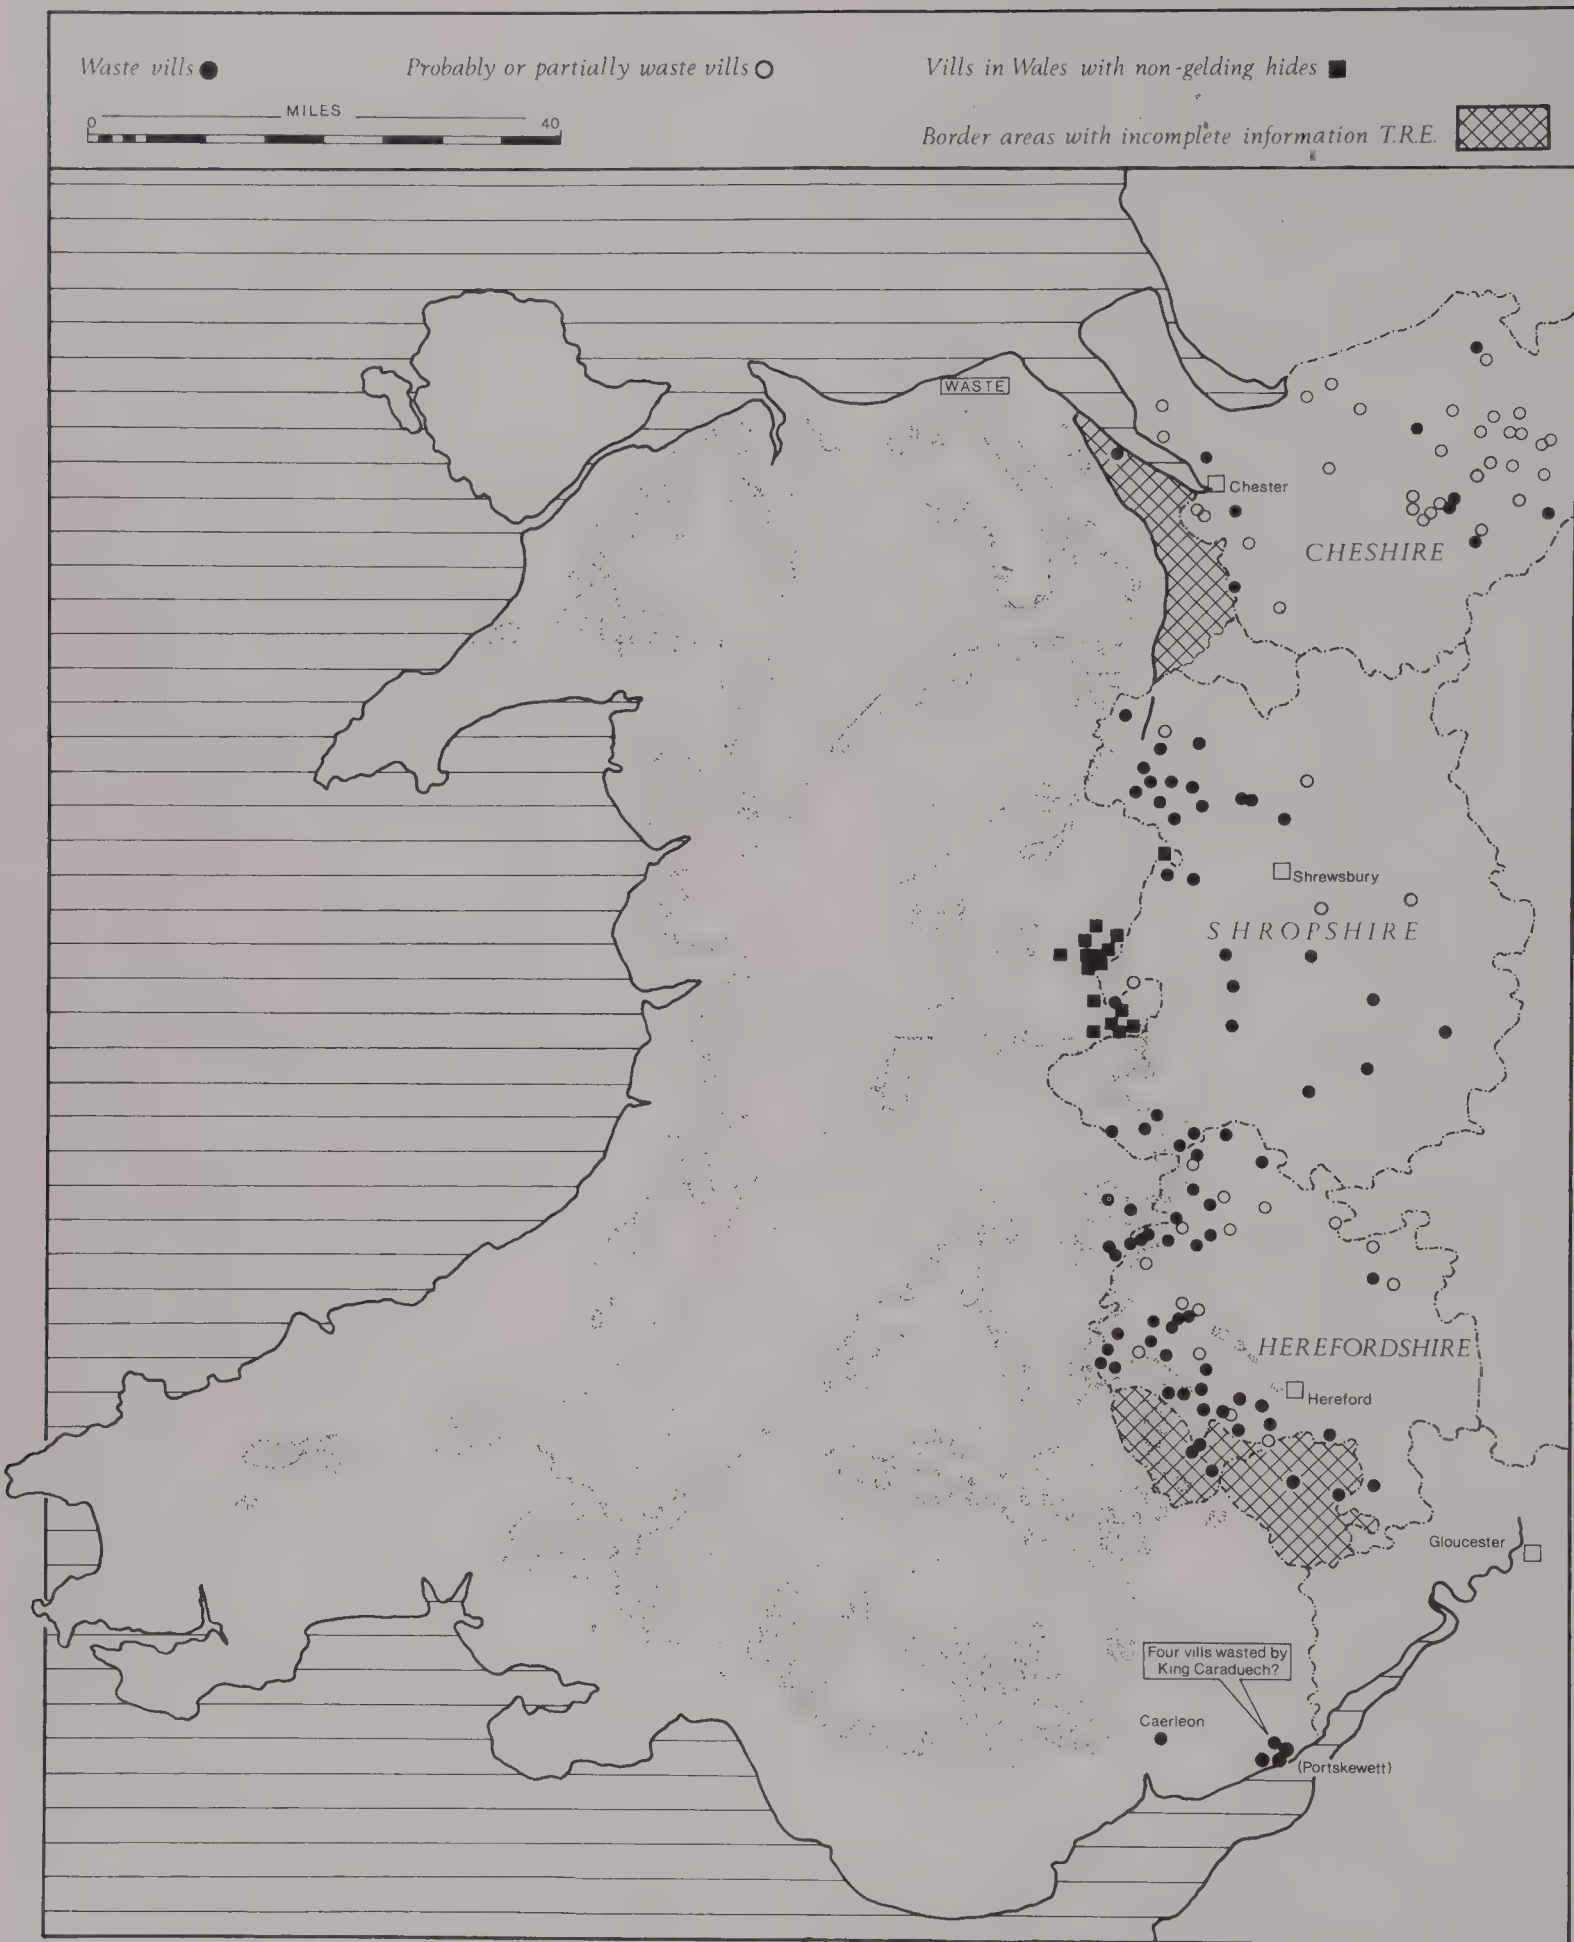 Waste vills
Probably or partially waste vills
Vills in Wales with non-gelding hides
MILES
0
40
Border areas with incomplete information T.R.E.
WASTE
Chester
CHESHIRE
Shrewsbury
SHROPSHIRE
HEREFORDSHIRE
Hereford
Gloucester
Four vills wasted by
King Caraduech?
Caerleon
(Portskewett)